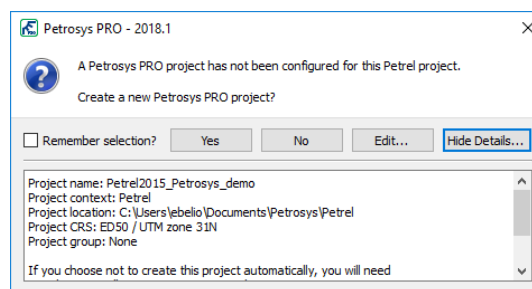 Petrosys PRO - 2018.1
A Petrosys PRO project has not been configured for this Petrel project.
Create a new Petrosys PRO project?
Remember selection? Yes No Edit... Hide Details...
Project name: Petrel2015_Petrosys_demo
Project context: Petrel
Project location: C:\Users\ebelio\Documents\Petrosys\Petrel
Project CRS: ED50 / UTM zone 31N
Project group: None
If you choose not to create this project automatically, you will need